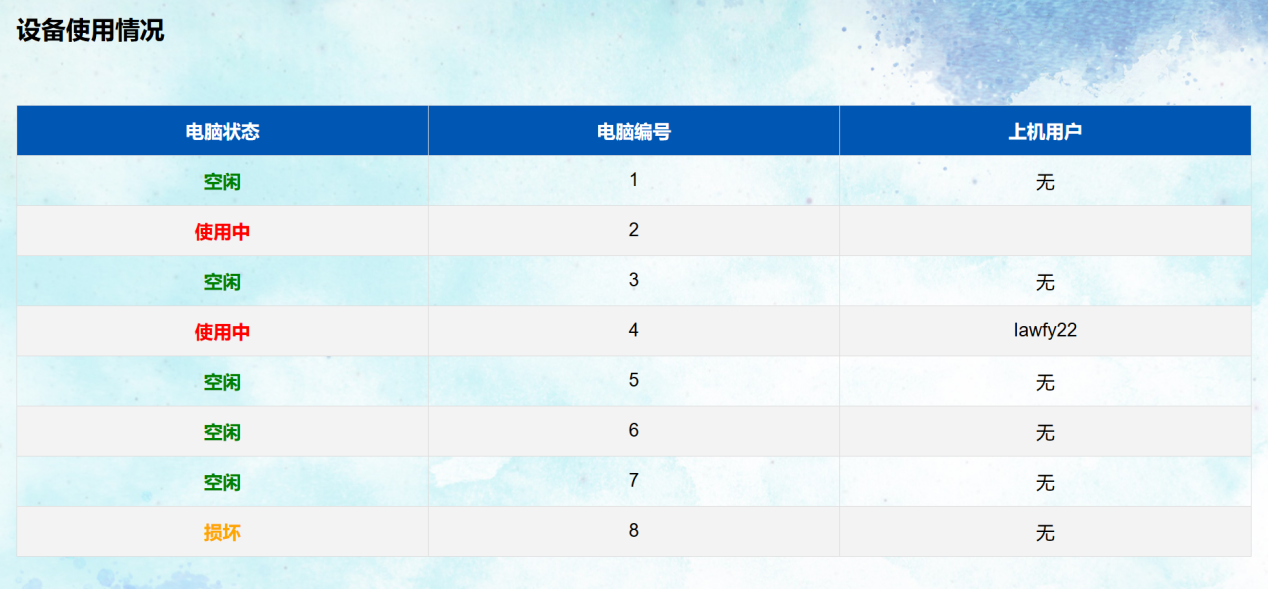 设备使用情况
电脑状态 电脑编号 上机用户
空闲 1 无
使用中 2
空闲 3 无
使用中 4 lawfy22
空闲 5 无
空闲 6 无
空闲 7 无
损坏 8 无